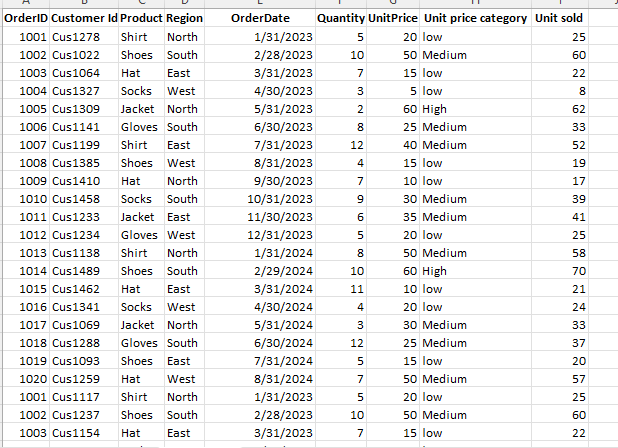 OrderID Customer Id Product Region OrderDate Quantity UnitPrice Unit price category Unit sold
1001 Cus1278 Shirt North 1/31/2023 5 20 low 25
1002 Cus1022 Shoes South 2/28/2023 10 50 Medium 60
1003 Cus1064 Hat East 3/31/2023 7 15 low 22
1004 Cus1327 Socks West 4/30/2023 3 5 low 8
1005 Cus1309 Jacket North 5/31/2023 2 60 High 62
1006 Cus1141 Gloves South 6/30/2023 8 25 Medium 33
1007 Cus1199 Shirt East 7/31/2023 12 40 Medium 52
1008 Cus1385 Shoes West 8/31/2023 4 15 low 19
1009 Cus1410 Hat North 9/30/2023 7 10 low 17
1010 Cus1458 Socks South 10/31/2023 9 30 Medium 39
1011 Cus1233 Jacket East 11/30/2023 6 35 Medium 41
1012 Cus1234 Gloves West 12/31/2023 5 20 low 25
1013 Cus1138 Shirt North 1/31/2024 8 50 Medium 58
1014 Cus1489 Shoes South 2/29/2024 10 60 High 70
1015 Cus1462 Hat East 3/31/2024 11 10 low 21
1016 Cus1341 Socks West 4/30/2024 4 20 low 24
1017 Cus1069 Jacket North 5/31/2024 3 30 Medium 33
1018 Cus1288 Gloves South 6/30/2024 12 25 Medium 37
1019 Cus1093 Shoes East 7/31/2024 5 15 low 20
1020 Cus1259 Hat West 8/31/2024 7 50 Medium 57
1001 Cus1117 Shirt North 1/31/2023 5 20 low 25
1002 Cus1237 Shoes South 2/28/2023 10 50 Medium 60
1003 Cus1154 Hat East 3/31/2023 7 15 low 22